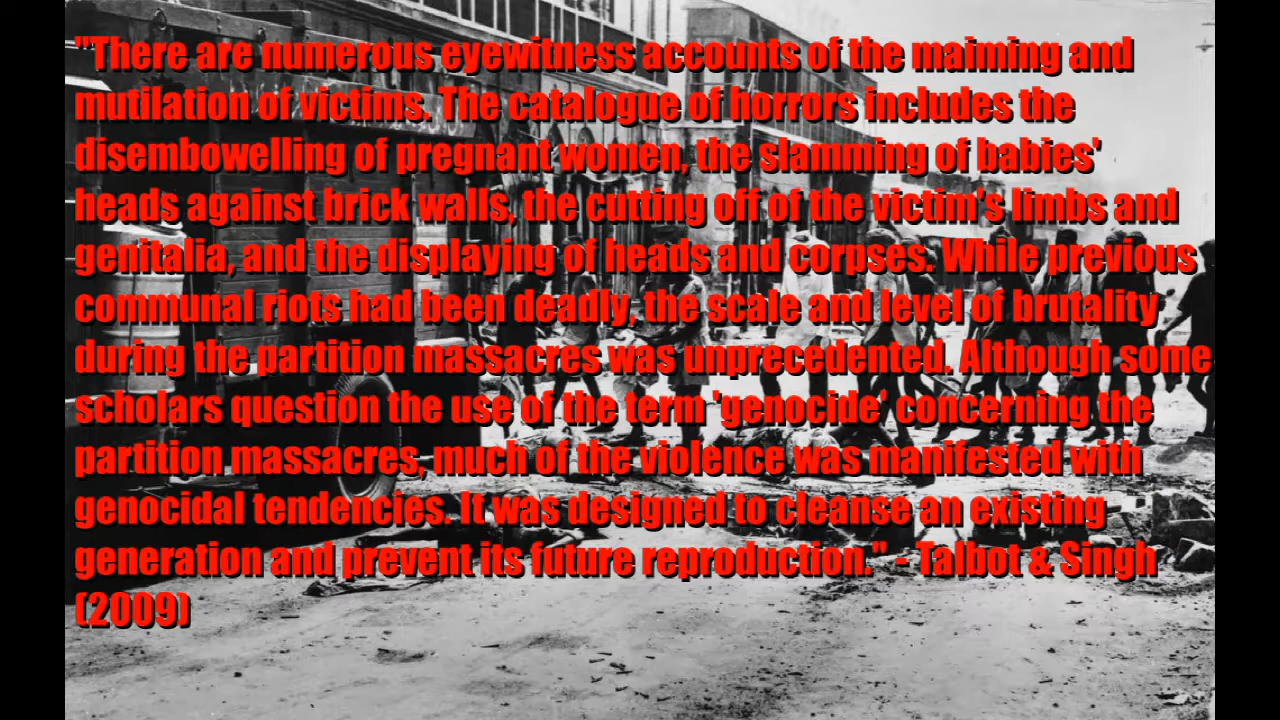 "There are numerous eyewitness accounts of the maiming and
mutilation of victims. The catalogue of horrors includes the
disembowelling of pregnant women, the slamming of babies'
heads against brick walls, the cutting off of the victim's limbs and
genitalia, and the displaying of heads and corpses. While previous
communal riots had been deadly, the scale and level of brutality
during the partition massacres was unprecedented. Although some
scholars question the use of the term 'genocide' concerning the
partition massacres, much of the violence was manifested with
genocidal tendencies. It was designed to cleanse an existing
generation and prevent its future reproduction." - Talbot & Singh
(2009)